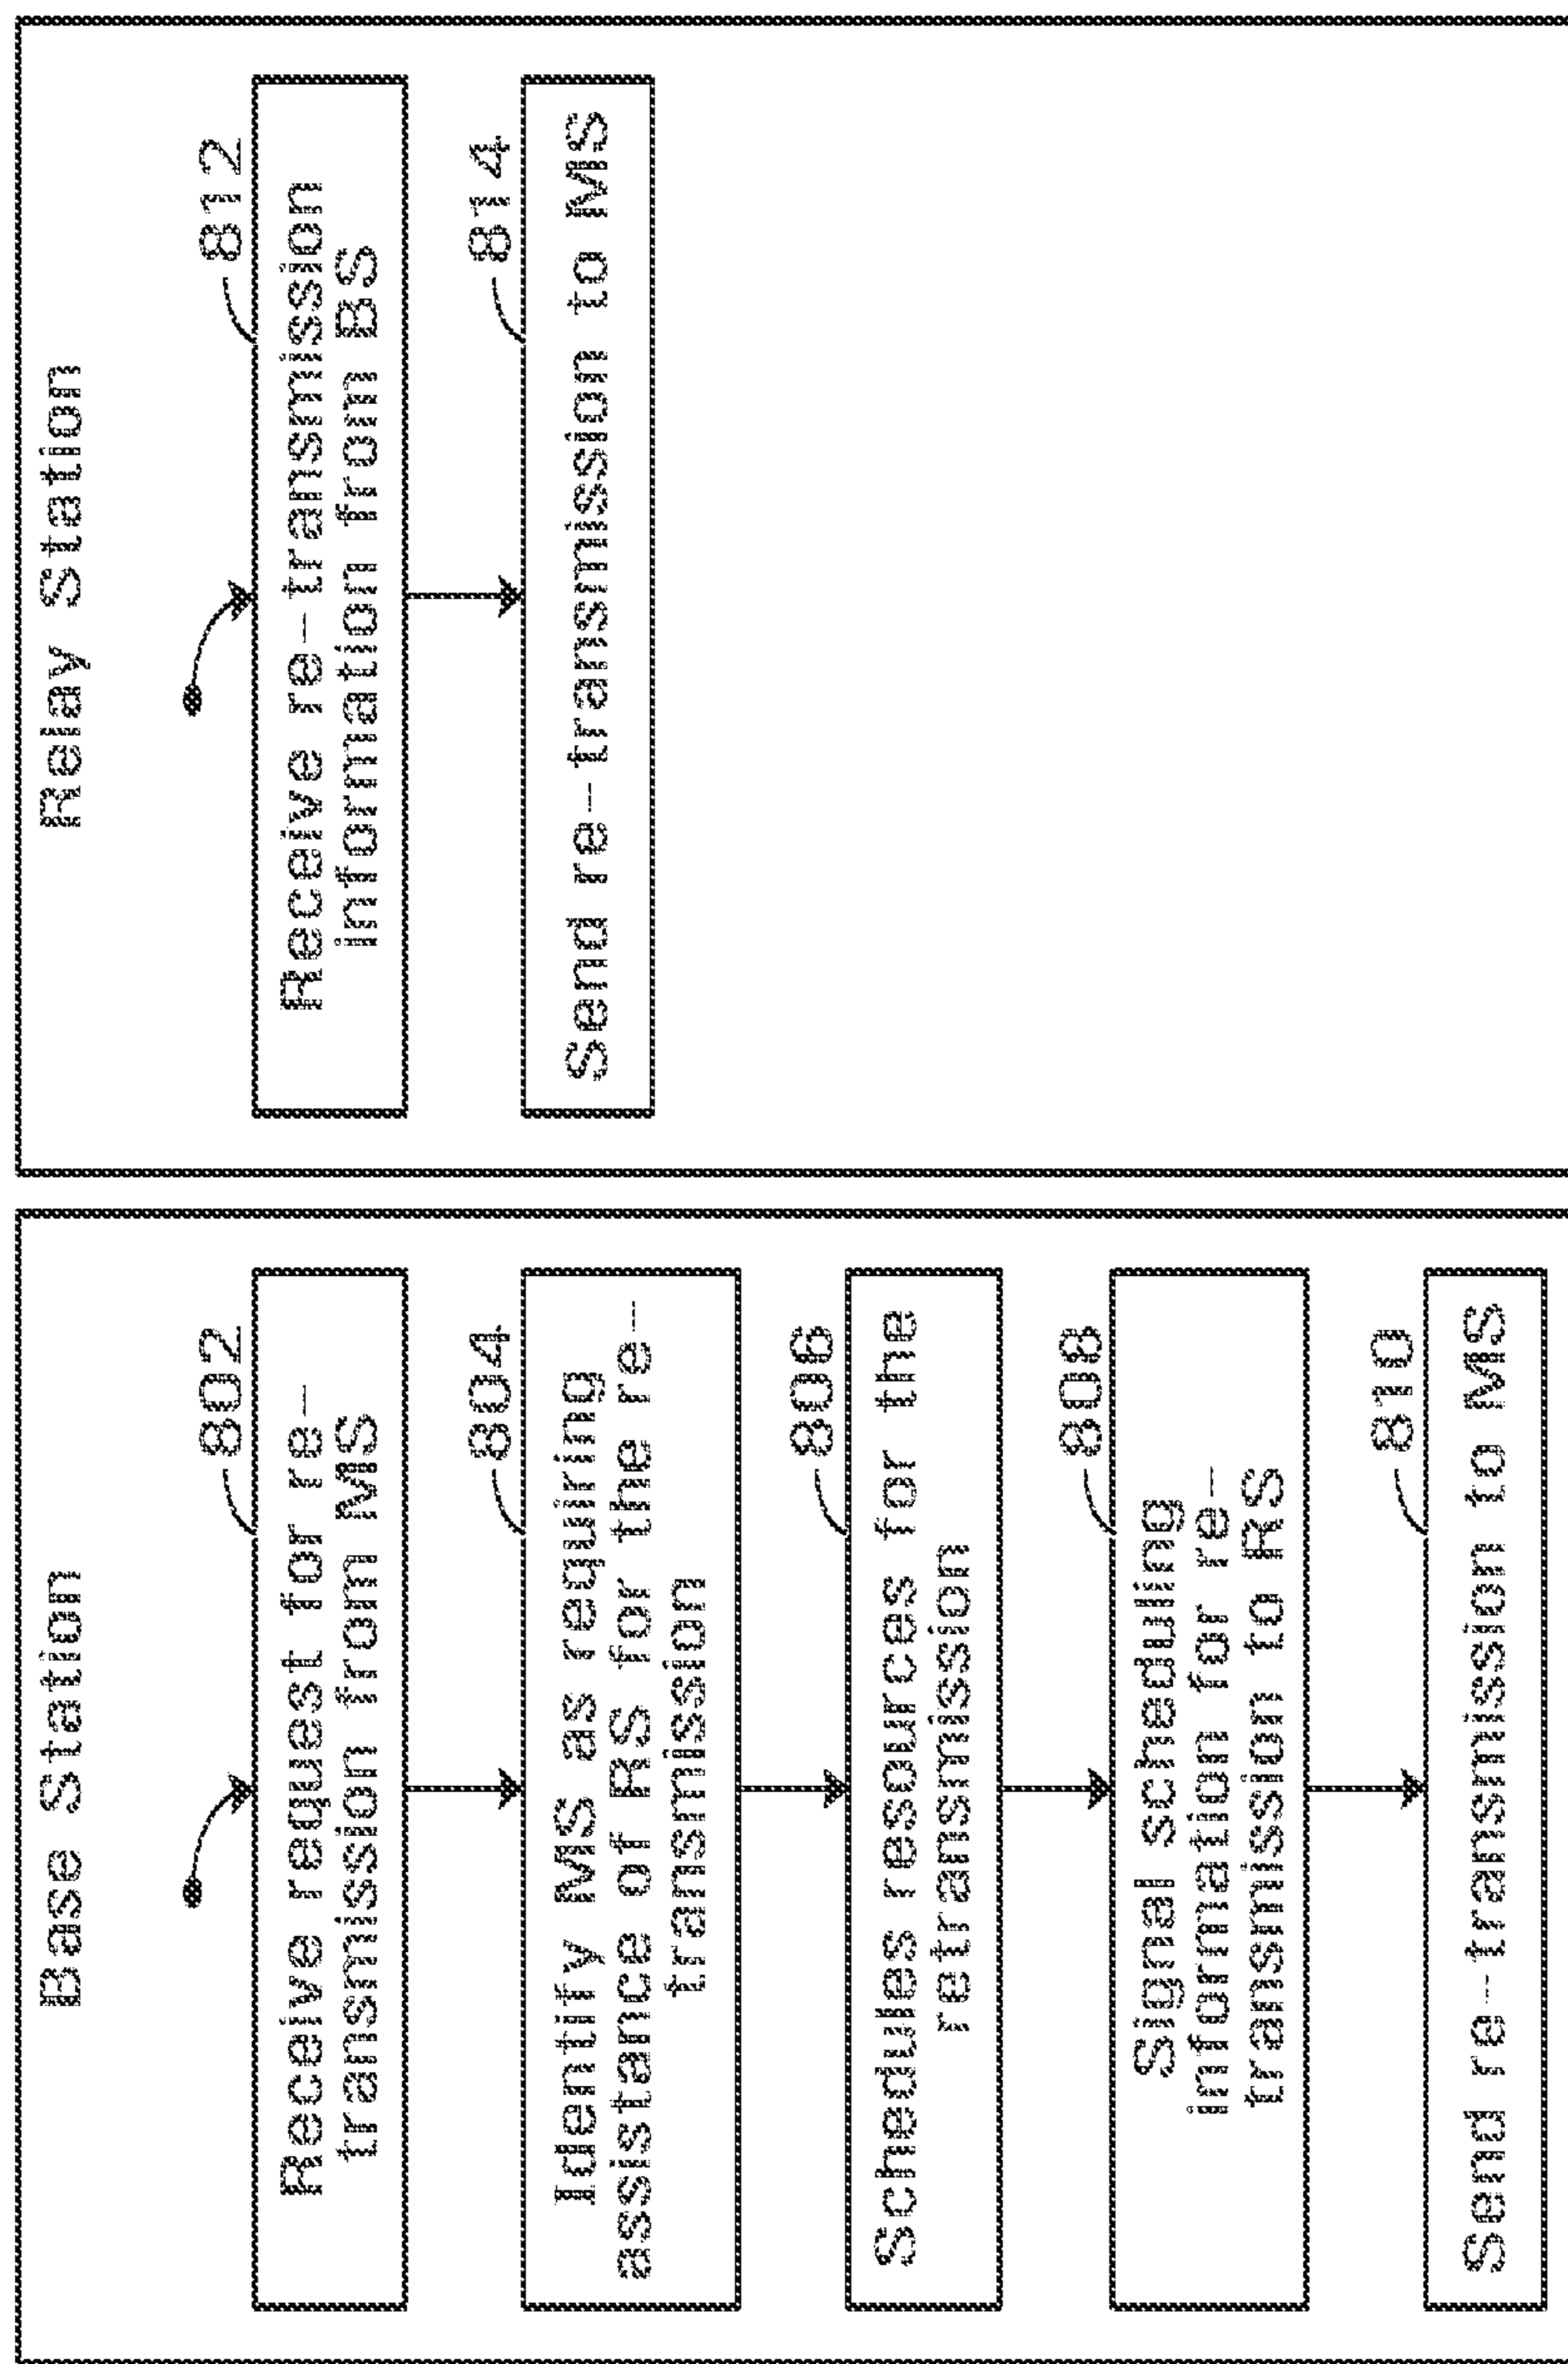 Base Station
802
Receive request for re-
transmission from MS
804
Identify MS as requiring
assistance of RS for the re-
transmission
806
Schedules resources for the
retransmission
808
Signal scheduling
information for re-
transmission to RS
810
Send re-transmission to MS
Relay Station
812
Receive re-transmission
information from BS
814
Send re-transmission to MS